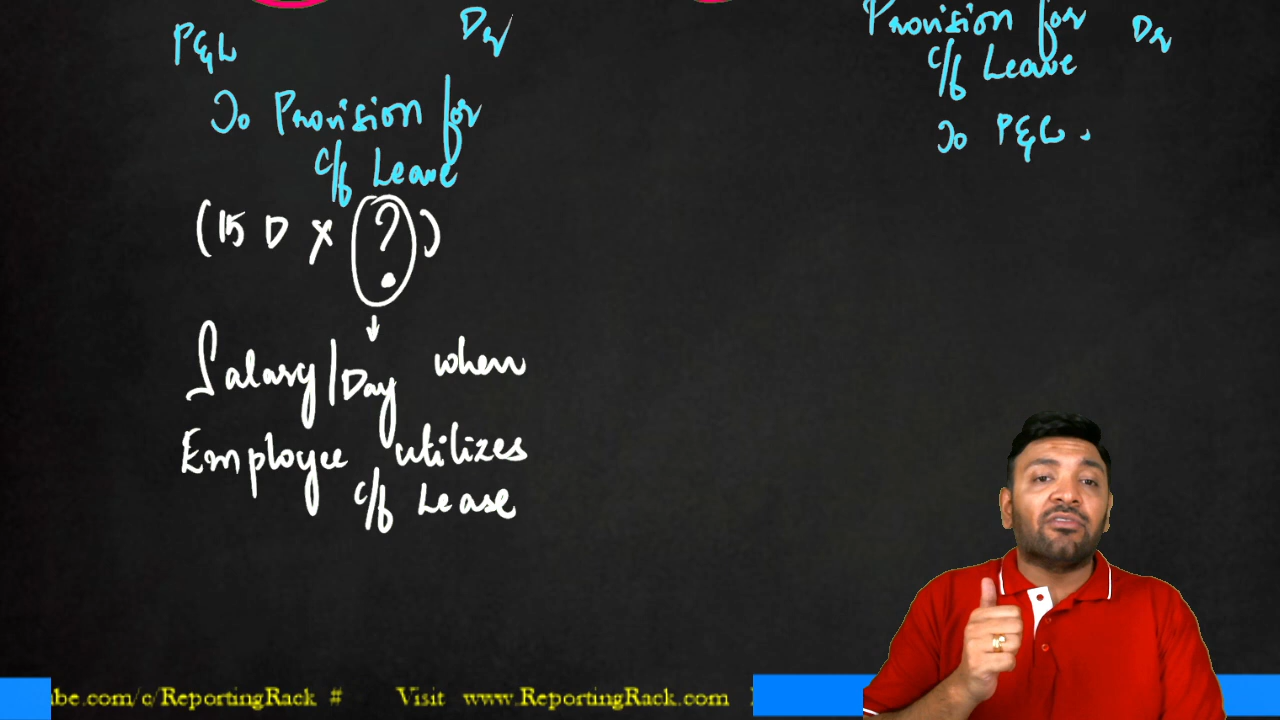 P&L Dr
To Provision for
c/f Leave
(15 D x ?)
Salary/Day when
Employee utilizes
c/f Lease
Provision for Dr
c/f Leave
To P&L.
be.com/c/ReportingRack # Visit www.ReportingRack.com